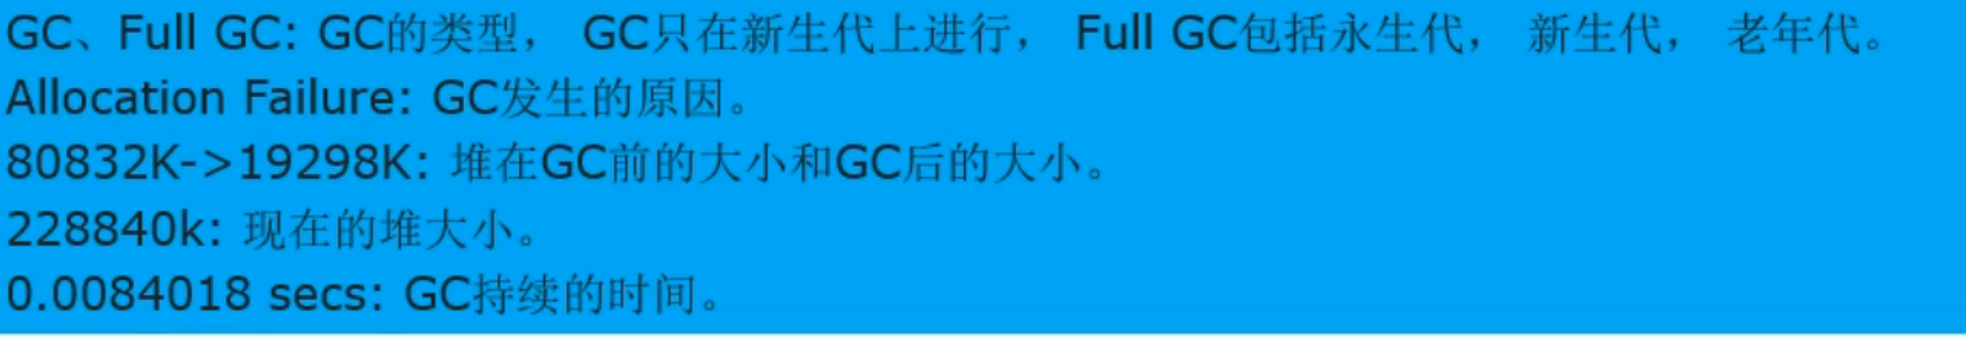 GC、Full GC: GC的类型， GC只在新生代上进行， Full GC包括永生代， 新生代， 老年代。
Allocation Failure: GC发生的原因。
80832K->19298K: 堆在GC前的大小和GC后的大小。
228840k: 现在的堆大小。
0.0084018 secs: GC持续的时间。